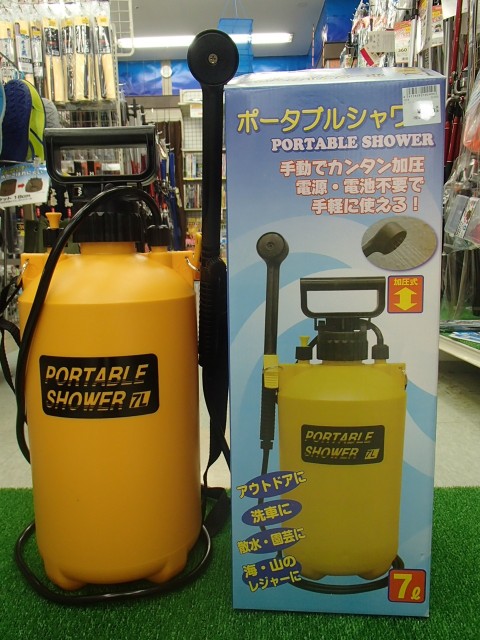 ポータブルシャワ
PORTABLE SHOWER
手動でカンタン加圧
電源・電池不要で
手軽に使える！
加圧式
PORTABLE
SHOWER 7L
PORTABLE
SHOWER 7L
アウトドアに
洗車に
散水・園芸に
海・山の
レジャーに
7ℓ